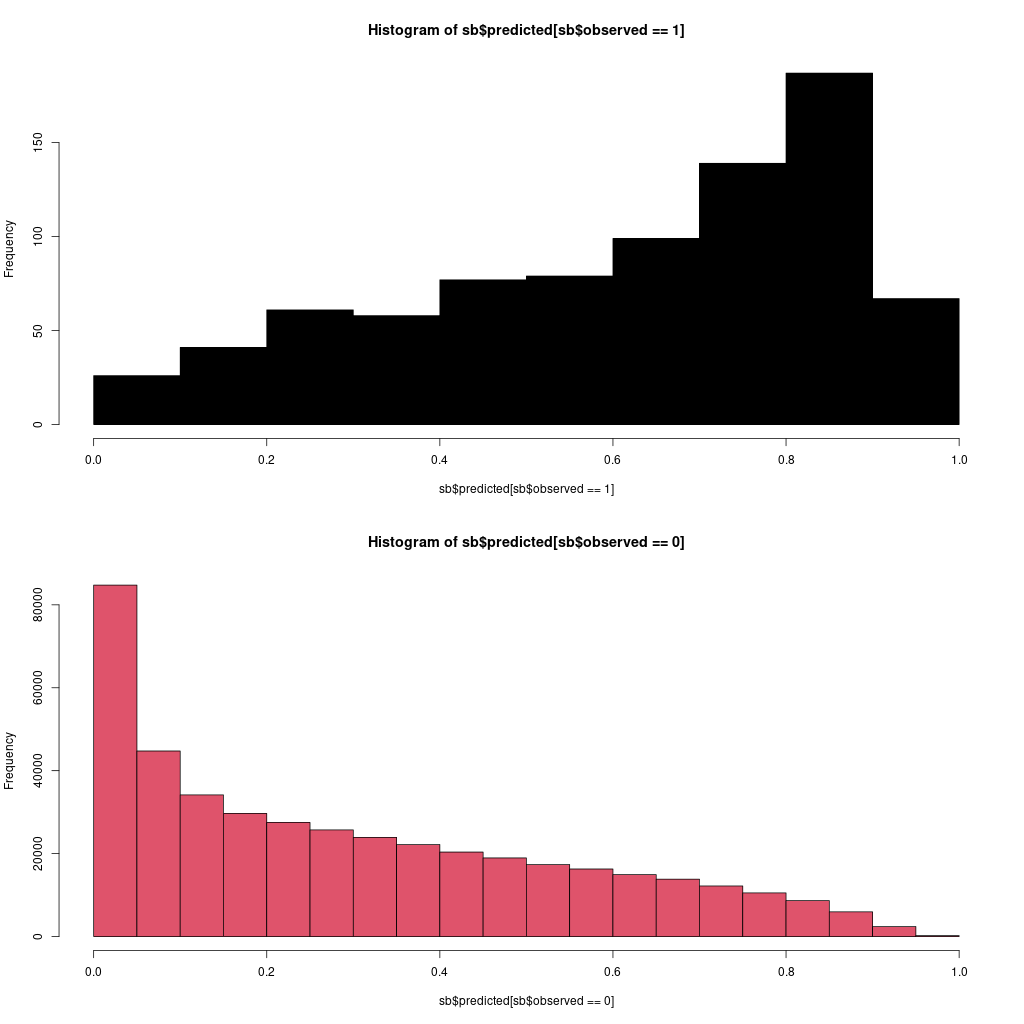 Histogram of sb$predicted[sb$observed == 1]
Frequency
150
100
50
0
0.0 0.2 0.4 0.6 0.8 1.0
sb$predicted[sb$observed == 1]
Histogram of sb$predicted[sb$observed == 0]
Frequency
80000
60000
40000
20000
0
0.0 0.2 0.4 0.6 0.8 1.0
sb$predicted[sb$observed == 0]